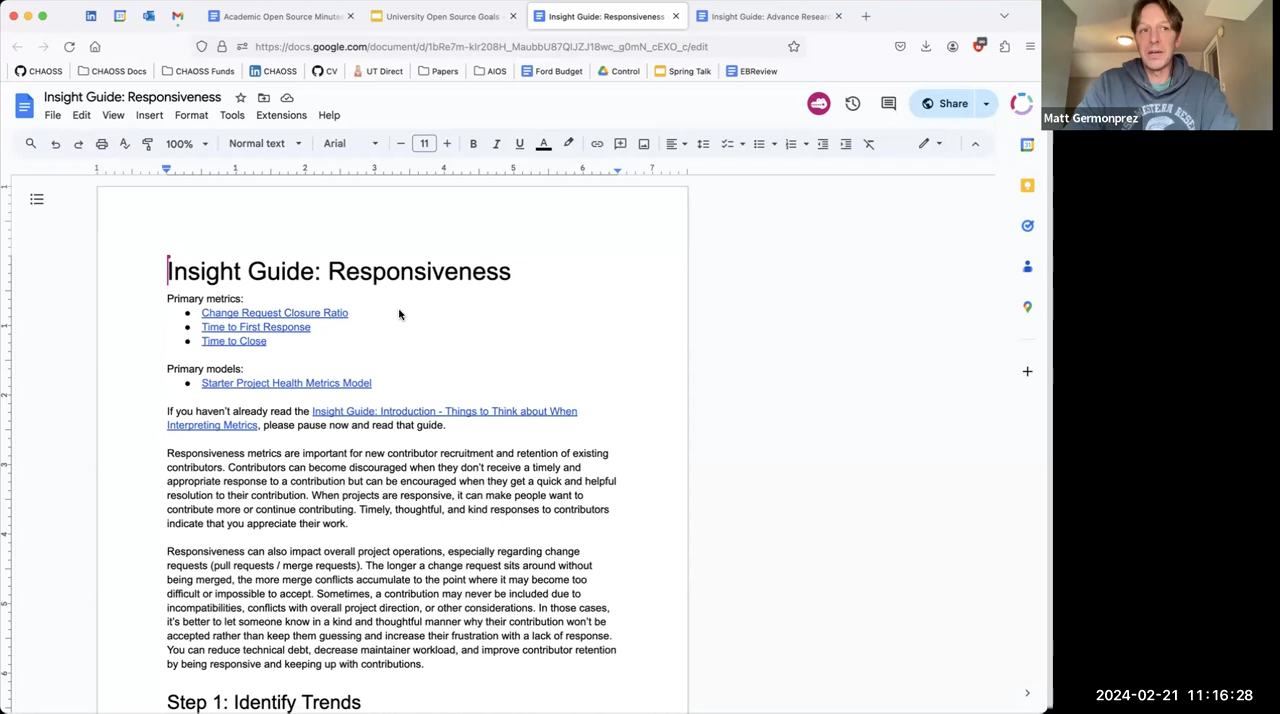 Academic Open Source Minute
University Open Source Goals -
Insight Guide: Responsiveness
Insight Guide: Advance Resear
https://docs.google.com/document/d/1bRe7m-kIr208H_MaubbU87QIJZJ18wc_g0mN_cEXO_c/edit
CHAOSS
CHAOSS Docs
CHAOSS Funds
CHAOSS
CV
UT Direct
Papers
AIOS
Ford Budget
Control
Spring Talk
EBReview
Matt Germonprez
Insight Guide: Responsiveness
File Edit View Insert Format Tools Extensions Help
Share
100% Normal text Arial 11 B I U A
1 1 2 3 4 5 6 7
Insight Guide: Responsiveness
Primary metrics:
● Change Request Closure Ratio
● Time to First Response
● Time to Close
Primary models:
● Starter Project Health Metrics Model
If you haven't already read the Insight Guide: Introduction - Things to Think about When
Interpreting Metrics, please pause now and read that guide.
Responsiveness metrics are important for new contributor recruitment and retention of existing
contributors. Contributors can become discouraged when they don't receive a timely and
appropriate response to a contribution but can be encouraged when they get a quick and helpful
resolution to their contribution. When projects are responsive, it can make people want to
contribute more or continue contributing. Timely, thoughtful, and kind responses to contributors
indicate that you appreciate their work.
Responsiveness can also impact overall project operations, especially regarding change
requests (pull requests / merge requests). The longer a change request sits around without
being merged, the more merge conflicts accumulate to the point where it may become too
difficult or impossible to accept. Sometimes, a contribution may never be included due to
incompatibilities, conflicts with overall project direction, or other considerations. In those cases,
it's better to let someone know in a kind and thoughtful manner why their contribution won't be
accepted rather than keep them guessing and increase their frustration with a lack of response.
You can reduce technical debt, decrease maintainer workload, and improve contributor retention
by being responsive and keeping up with contributions.
Step 1: Identify Trends
2024-02-21 11:16:28